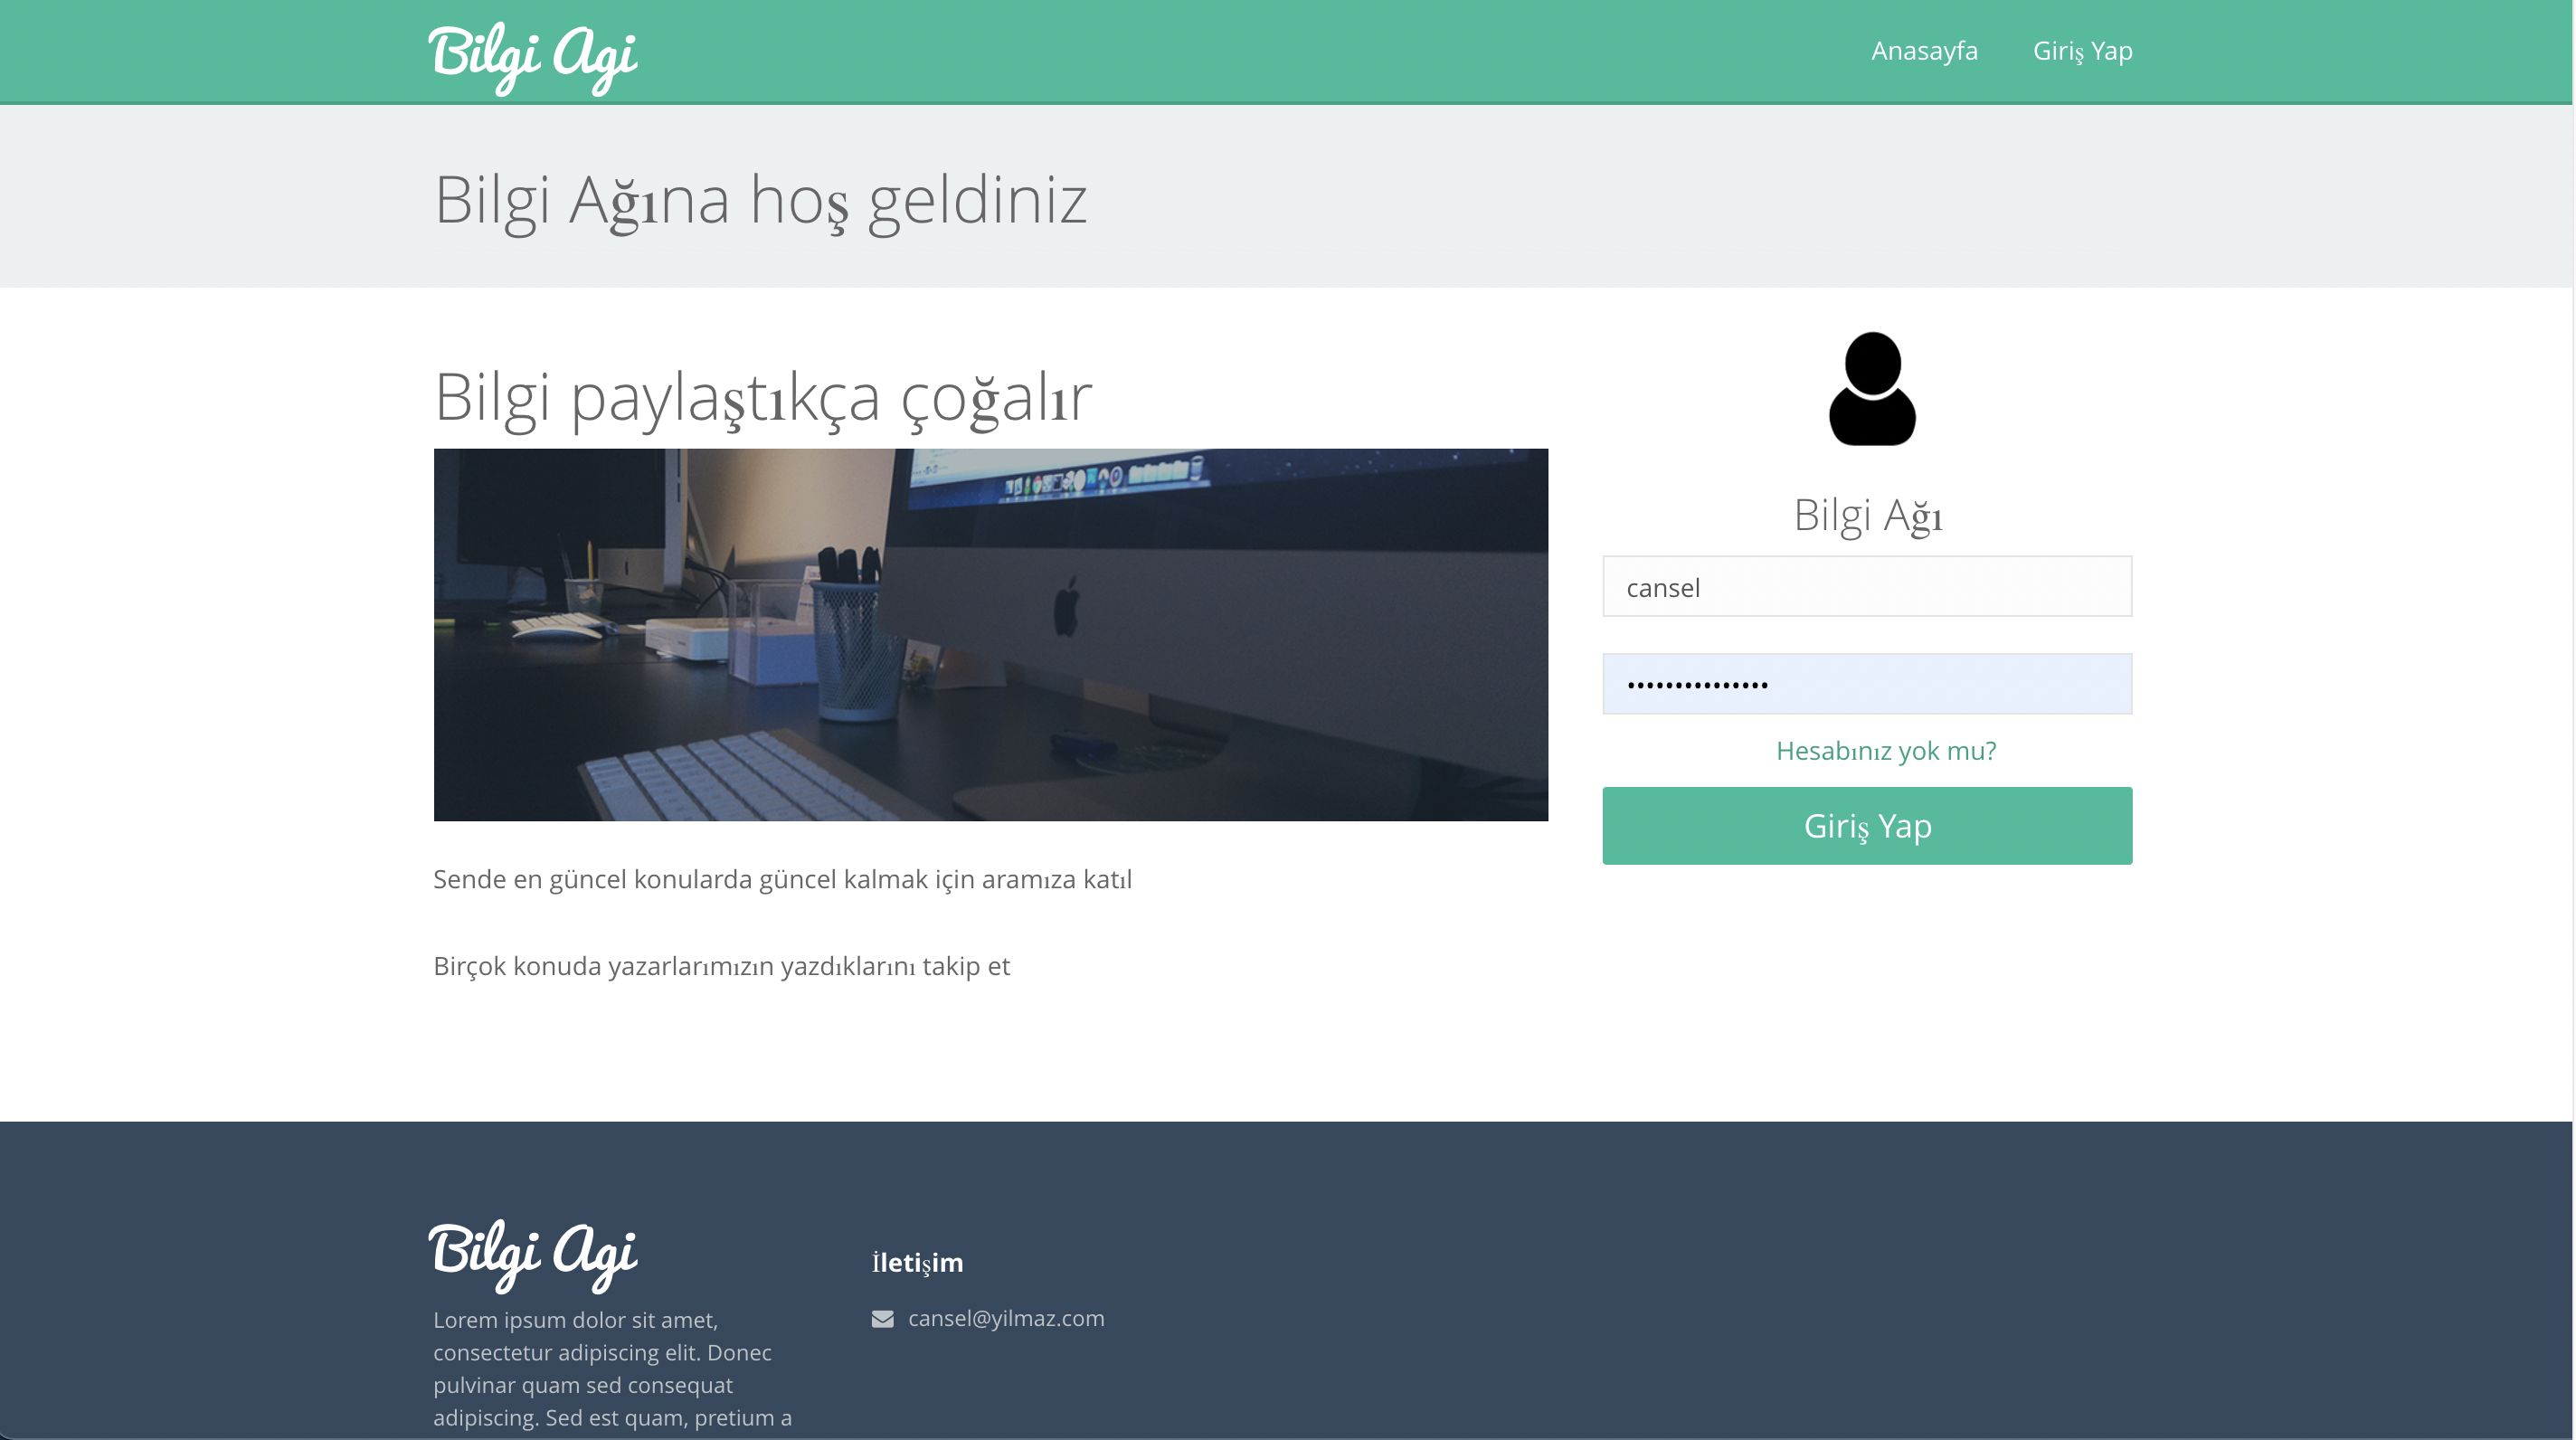 Bilgi Agi
Anasayfa
Giriş Yap
Bilgi Ağına hoş geldiniz
Bilgi paylaştıkça çoğalır
Bilgi Ağı
cansel
•••••••••••••••
Hesabınız yok mu?
Giriş Yap
Sende en güncel konularda güncel kalmak için aramıza katıl
Birçok konuda yazarlarımızın yazdıklarını takip et
Bilgi Agi
Lorem ipsum dolor sit amet,
consectetur adipiscing elit. Donec
pulvinar quam sed consequat
adipiscing. Sed est quam, pretium a
İletişim
cansel@yilmaz.com